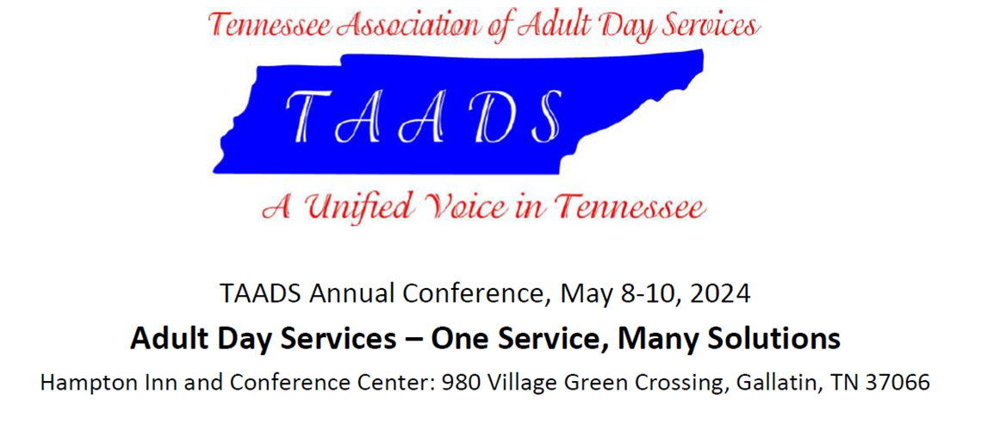 Tennessee Association of Adult Day Services
TAADS
A Unified Voice in Tennessee
TAADS Annual Conference, May 8-10, 2024
Adult Day Services – One Service, Many Solutions
Hampton Inn and Conference Center: 980 Village Green Crossing, Gallatin, TN 37066